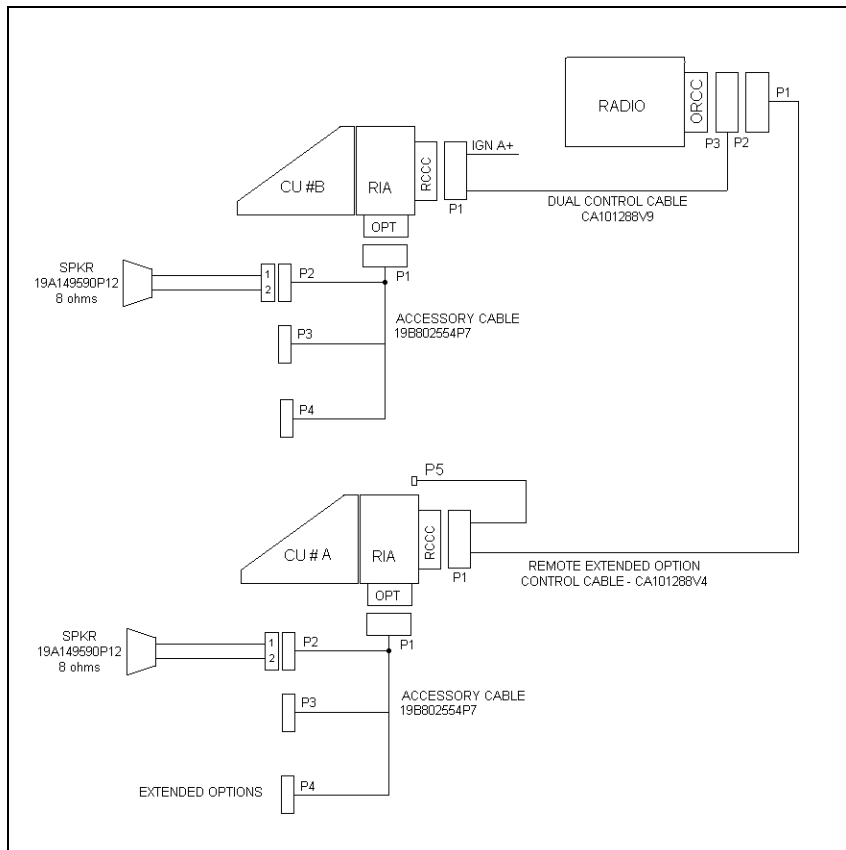 RADIO
ORCC
P1
P3
P2
IGN A+
CU #B
RIA
RCCC
P1
DUAL CONTROL CABLE
CA101288V9
OPT
P1
SPKR
19A149590P12
8 ohms
1
2
P2
ACCESSORY CABLE
19B802554P7
P3
P4
P5
CU # A
RIA
RCCC
P1
REMOTE EXTENDED OPTION
CONTROL CABLE - CA101288V4
OPT
P1
SPKR
19A149590P12
8 ohms
1
2
P2
ACCESSORY CABLE
19B802554P7
P3
EXTENDED OPTIONS
P4